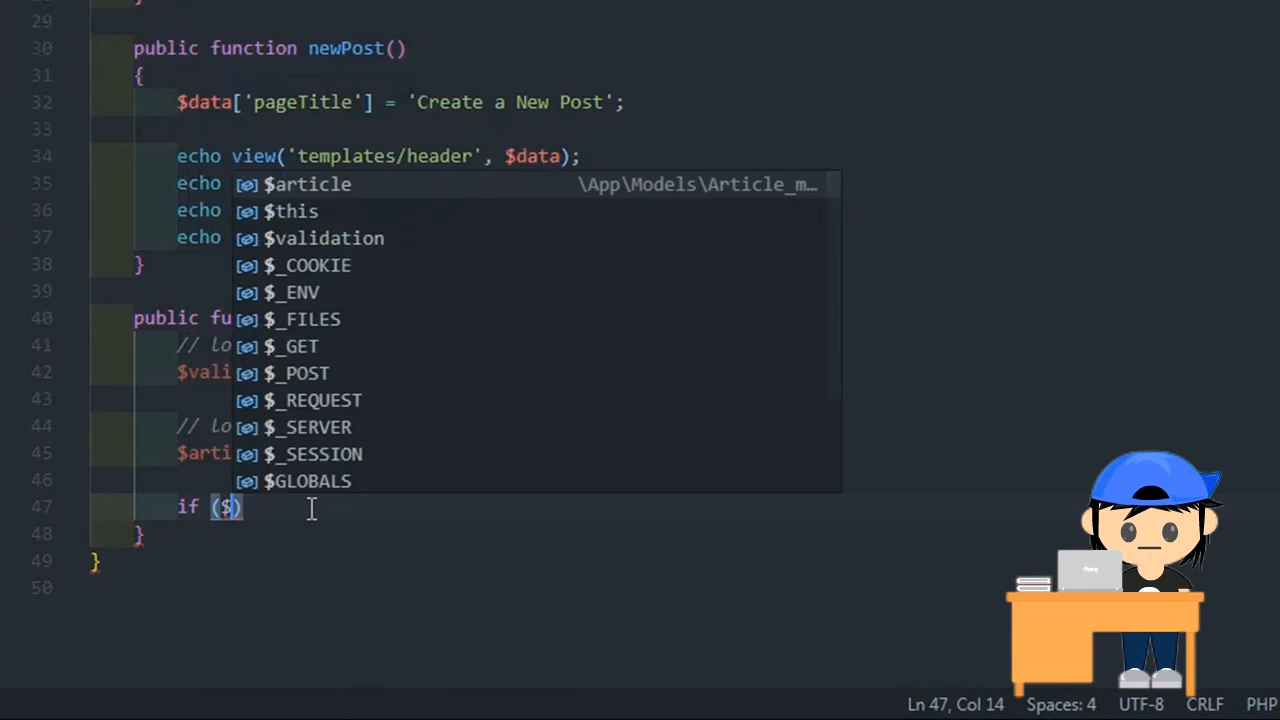 29
30 public function newPost()
31 {
32 $data['pageTitle'] = 'Create a New Post';
33
34 echo view('templates/header', $data);
35 echo $article \App\Models\Article_m…
36 echo $this
37 echo $validation
38 } $_COOKIE
39 $_ENV
40 public fu $_FILES
41 // lo $_GET
42 $vali $_POST
43 $_REQUEST
44 // lo $_SERVER
45 $arti $_SESSION
46 $GLOBALS
47 if ($)
48 }
49 }
50
Ln 47, Col 14 Spaces: 4 UTF-8 CRLF PHP